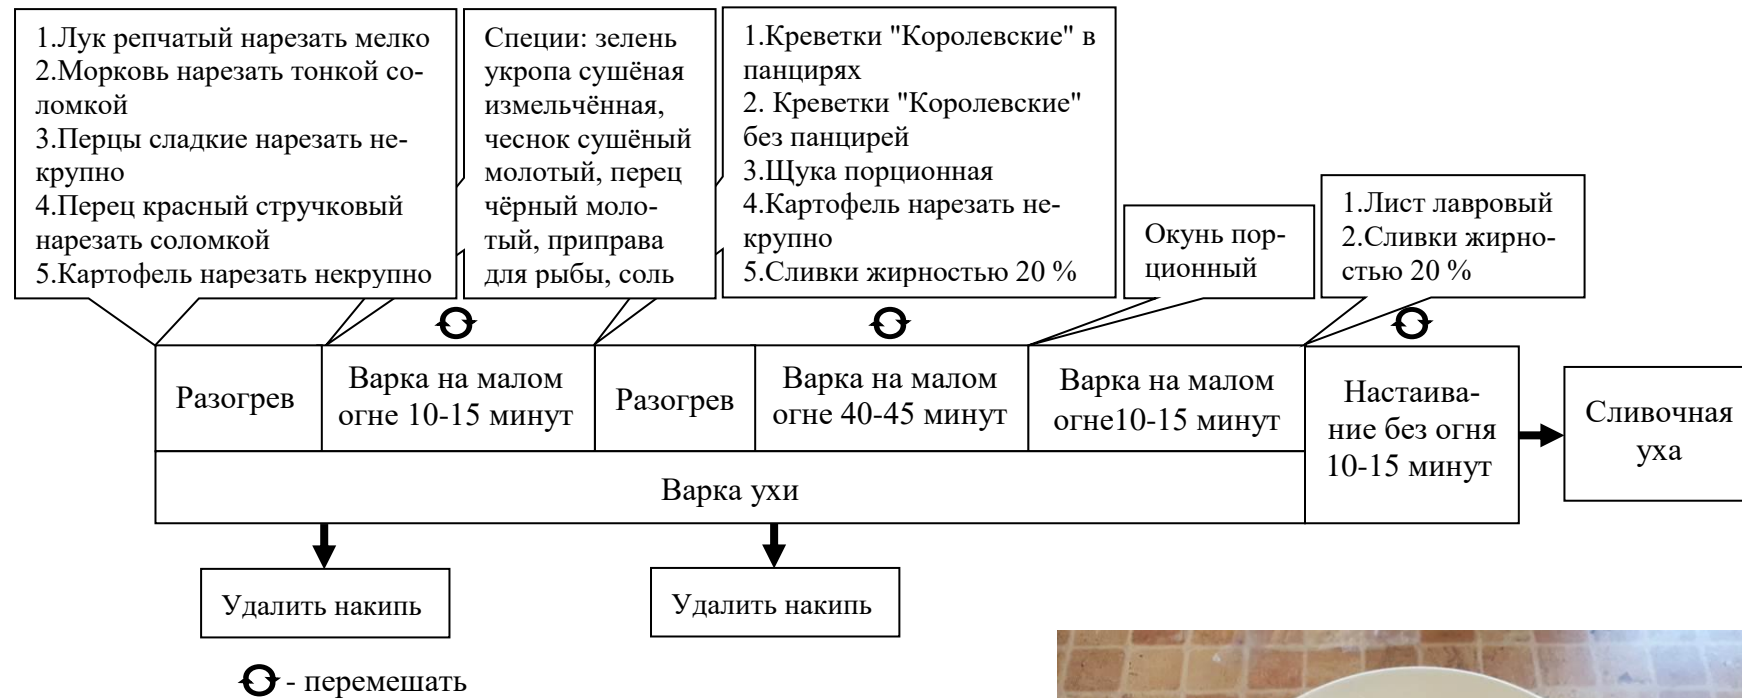 1.Лук репчатый нарезать мелко
2.Морковь нарезать тонкой со-
ломкой
3.Перцы сладкие нарезать не-
крупно
4.Перец красный стручковый
нарезать соломкой
5.Картофель нарезать некрупно
Специи: зелень
укропа сушёная
измельчённая,
чеснок сушёный
молотый, перец
чёрный моло-
тый, приправа
для рыбы, соль
1.Креветки "Королевские" в
панцирях
2. Креветки "Королевские"
без панцирей
3.Щука порционная
4.Картофель нарезать не-
крупно
5.Сливки жирностью 20 %
Окунь пор-
ционный
1.Лист лавровый
2.Сливки жирно-
стью 20 %
Разогрев
Варка на малом
огне 10-15 минут
Разогрев
Варка на малом
огне 40-45 минут
Варка на малом
огне10-15 минут
Настаива-
ние без огня
10-15 минут
Сливочная
уха
Варка ухи
Удалить накипь
Удалить накипь
- перемешать